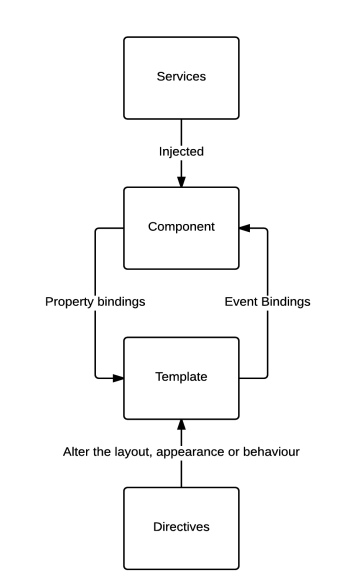 Services
Injected
Component
Property bindings
Event Bindings
Template
Alter the layout, appearance or behaviour
Directives